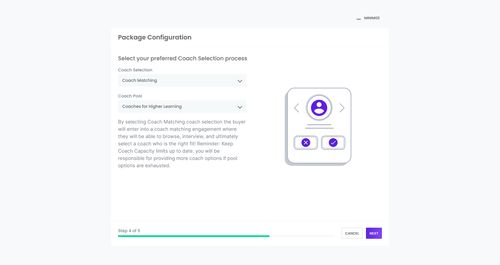 MINIMISE
Package Configuration
Select your preferred Coach Selection process
Coach Selection
Coach Matching
Coach Pool
Coaches for Higher Learning
By selecting Coach Matching coach selection the buyer
will enter into a coach matching engagement where
they will be able to browse, interview, and ultimately
select a coach who is the right fit! Reminder: Keep
Coach Capacity limits up to date, you will be
responsible for providing more coach options if pool
options are exhausted.
Step 4 of 5
CANCEL
NEXT